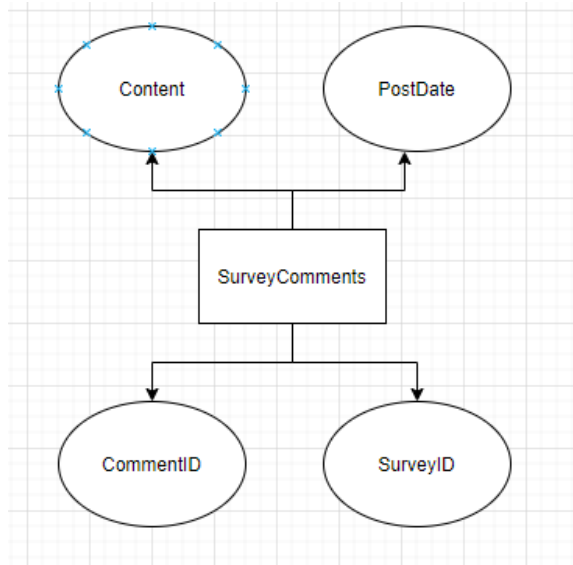 Content
PostDate
SurveyComments
CommentID
SurveyID